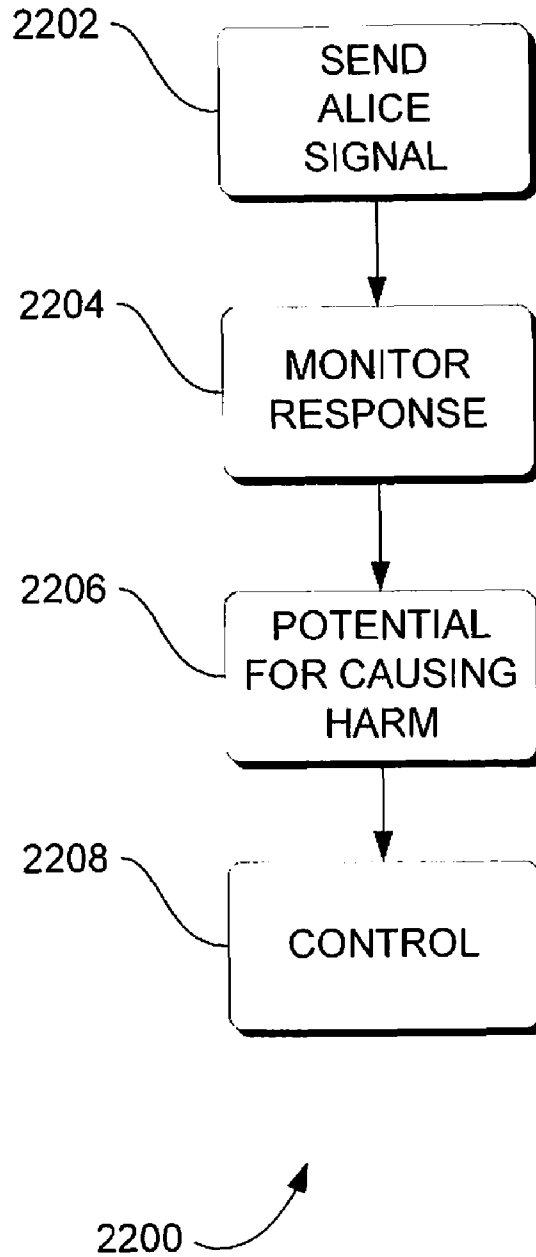 2202
SEND
ALICE
SIGNAL
2204
MONITOR
RESPONSE
2206
POTENTIAL
FOR CAUSING
HARM
2208
CONTROL
2200